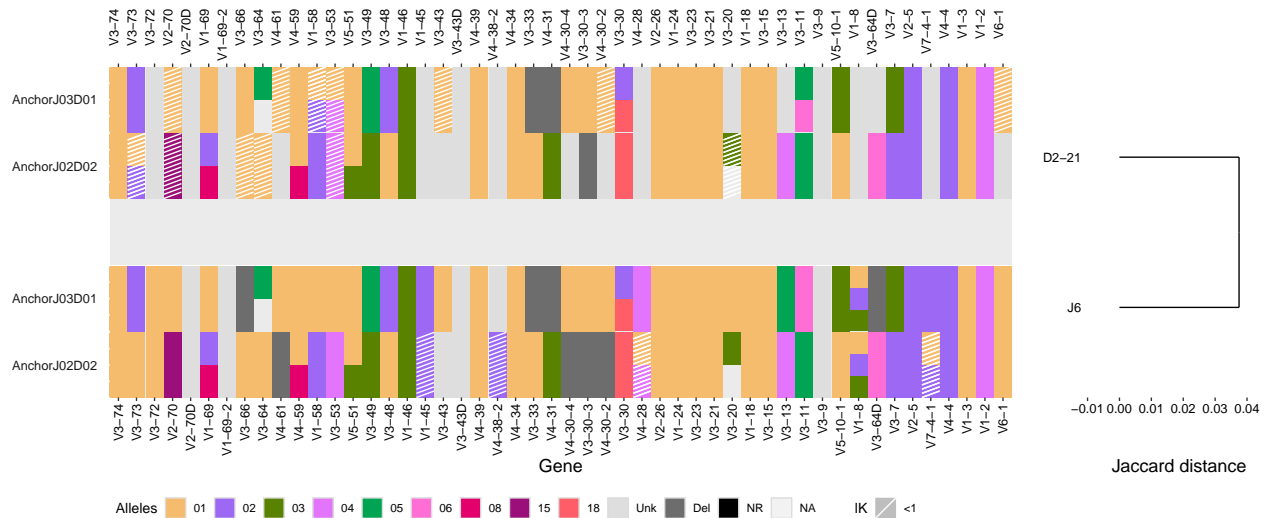 V3−74 V3−73 V3−72 V2−70 V2−70D V1−69 V1−69−2 V3−66 V3−64 V4−61 V4−59 V1−58 V3−53 V5−51 V3−49 V3−48 V1−46 V1−45 V3−43 V3−43D V4−39 V4−38−2 V4−34 V3−33 V4−31 V4−30−4 V3−30−3 V4−30−2 V3−30 V4−28 V2−26 V1−24 V3−23 V3−21 V3−20 V1−18 V3−15 V3−13 V3−11 V3−9 V5−10−1 V1−8 V3−64D V3−7 V2−5 V7−4−1 V4−4 V1−3 V1−2 V6−1
AnchorJ03D01
AnchorJ02D02
D2−21
AnchorJ03D01
J6
AnchorJ02D02
V3−74 V3−73 V3−72 V2−70 V2−70D V1−69 V1−69−2 V3−66 V3−64 V4−61 V4−59 V1−58 V3−53 V5−51 V3−49 V3−48 V1−46 V1−45 V3−43 V3−43D V4−39 V4−38−2 V4−34 V3−33 V4−31 V4−30−4 V3−30−3 V4−30−2 V3−30 V4−28 V2−26 V1−24 V3−23 V3−21 V3−20 V1−18 V3−15 V3−13 V3−11 V3−9 V5−10−1 V1−8 V3−64D V3−7 V2−5 V7−4−1 V4−4 V1−3 V1−2 V6−1
−0.01 0.00 0.01 0.02 0.03 0.04
Gene
Jaccard distance
Alleles 01 02 03 04 05 06 08 15 18 Unk Del NR NA IK <1